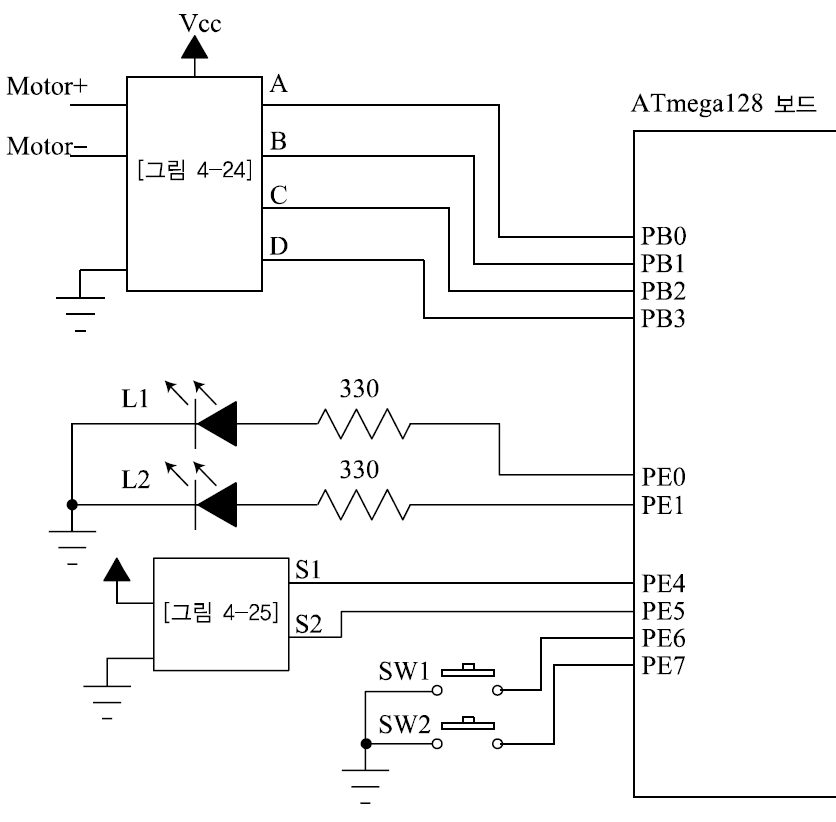 Vcc
Motor+
A
ATmega128 보드
Motor−
B
[그림 4−24]
C
D
PB0
PB1
PB2
PB3
L1
330
L2
330
PE0
PE1
S1
[그림 4−25]
S2
PE4
PE5
PE6
PE7
SW1
SW2